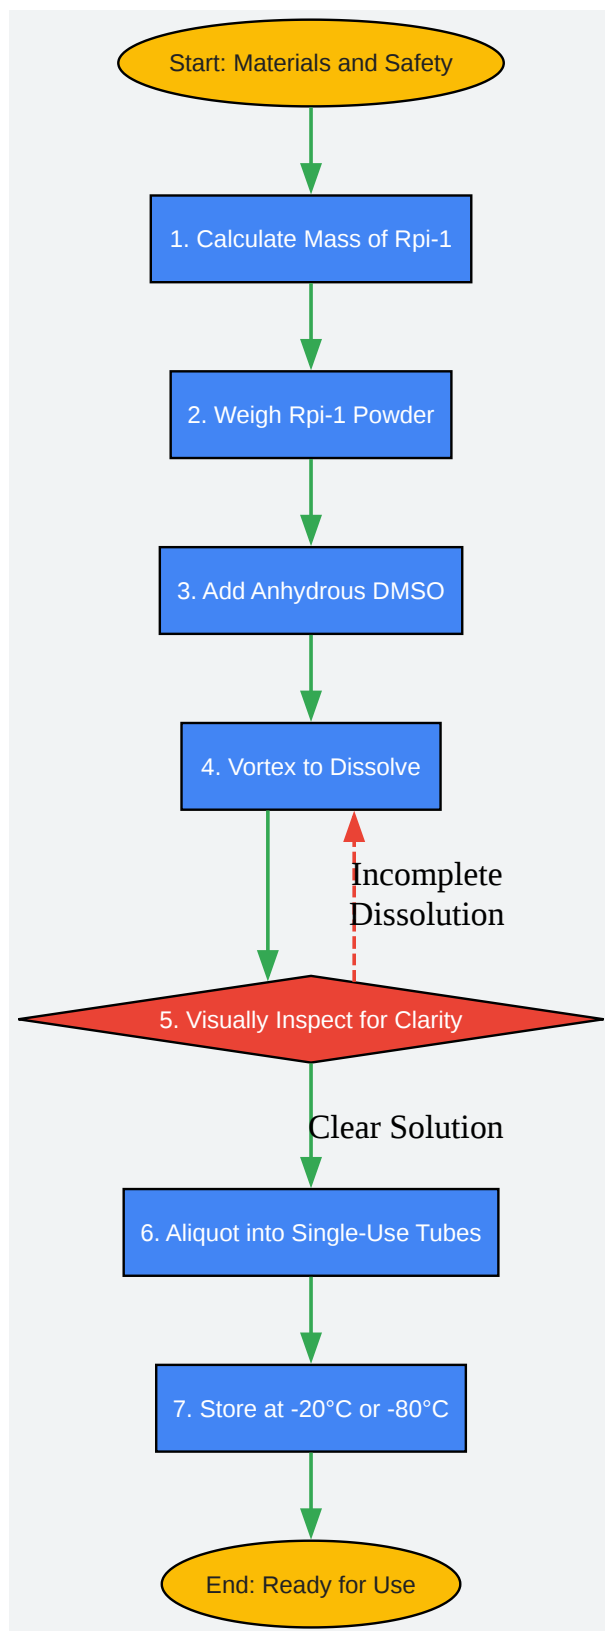 Start: Materials and Safety
1. Calculate Mass of Rpi-1
2. Weigh Rpi-1 Powder
3. Add Anhydrous DMSO
4. Vortex to Dissolve
Incomplete
Dissolution
5. Visually Inspect for Clarity
Clear Solution
6. Aliquot into Single-Use Tubes
7. Store at -20°C or -80°C
End: Ready for Use